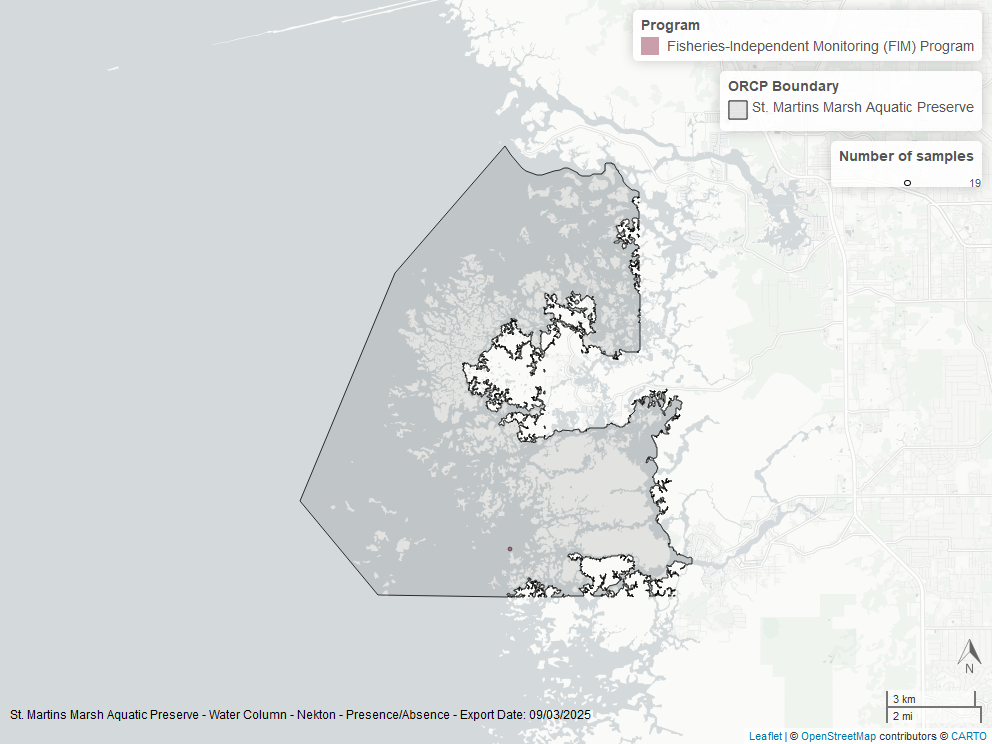 Program
Fisheries-Independent Monitoring (FIM) Program
ORCP Boundary
St. Martins Marsh Aquatic Preserve
Number of samples
19
N
3 km
2 mi
St. Martins Marsh Aquatic Preserve - Water Column - Nekton - Presence/Absence - Export Date: 09/03/2025
Leaflet | © OpenStreetMap contributors © CARTO